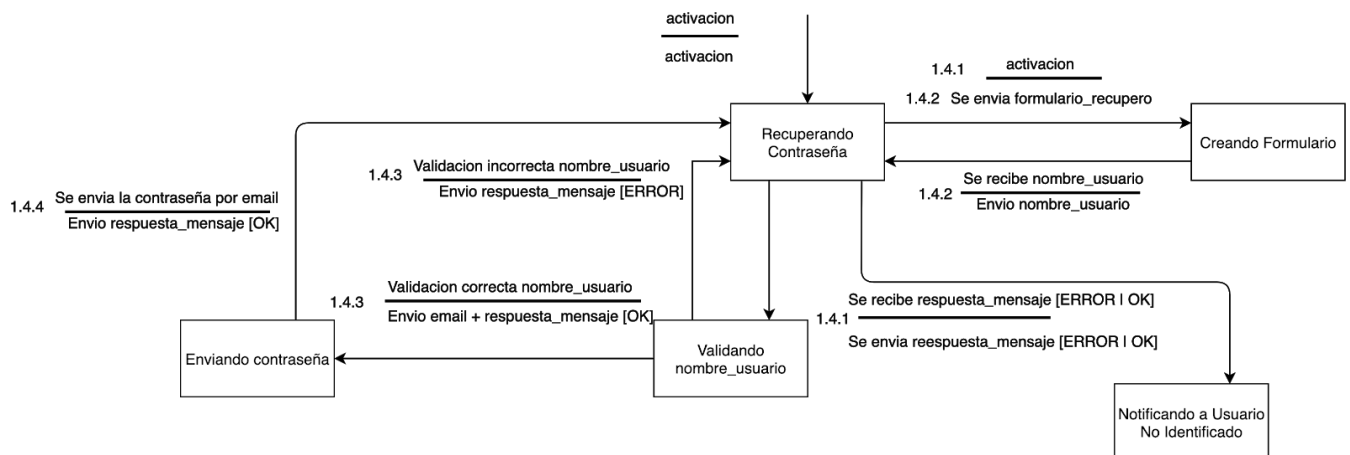 activacion
activacion
1.4.1 activacion
1.4.2 Se envia formulario_recupero
Recuperando
Contraseña
Creando Formulario
1.4.3 Validacion incorrecta nombre_usuario
Envio respuesta_mensaje [ERROR]
Se recibe nombre_usuario
1.4.2 Envio nombre_usuario
1.4.4 Se envia la contraseña por email
Envio respuesta_mensaje [OK]
1.4.3 Validacion correcta nombre_usuario
Envio email + respuesta_mensaje [OK]
Se recibe respuesta_mensaje [ERROR I OK]
1.4.1
Se envia reespuesta_mensaje [ERROR I OK]
Enviando contraseña
Validando
nombre_usuario
Notificando a Usuario
No Identificado